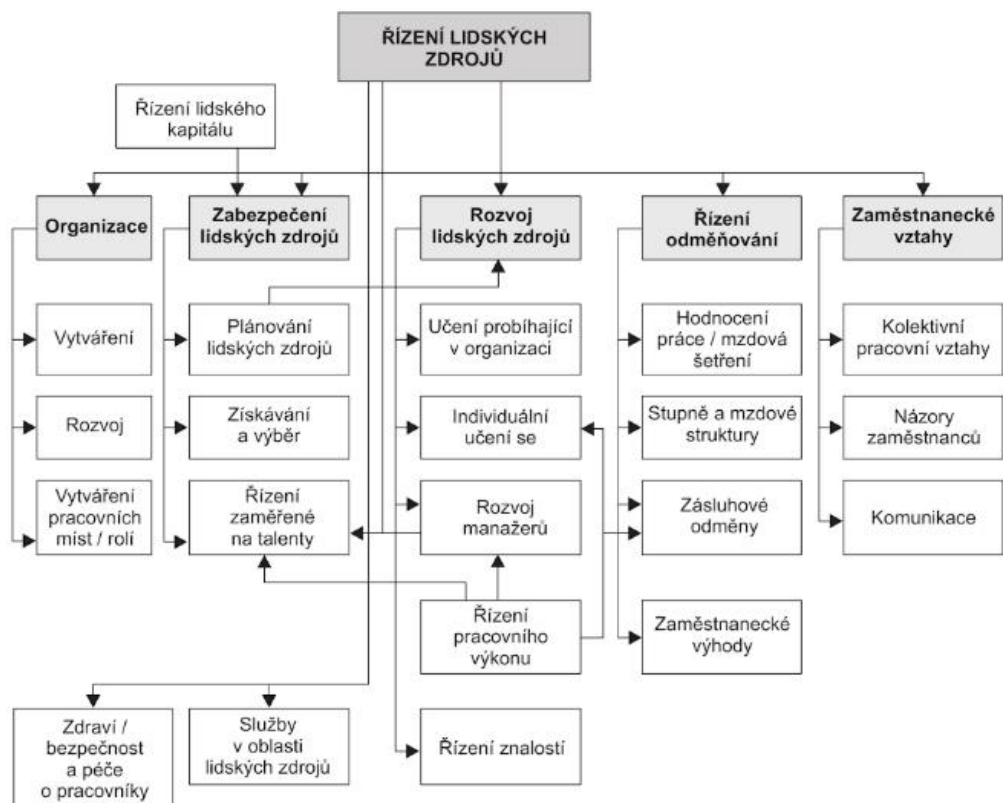 ŘÍZENÍ LIDSKÝCH
ZDROJŮ
Řízení lidského
kapitálu
Organizace
Zabezpečení
lidských zdrojů
Rozvoj
lidských zdrojů
Řízení
odměňování
Zaměstnanecké
vztahy
Vytváření
Plánování
lidských zdrojů
Učení probíhající
v organizaci
Hodnocení
práce / mzdová
šetření
Kolektivní
pracovní vztahy
Rozvoj
Získávání
a výběr
Individuální
učení se
Stupně a mzdové
struktury
Názory
zaměstnanců
Vytváření
pracovních
míst / rolí
Řízení
zaměřené
na talenty
Rozvoj
manažerů
Zásluhové
odměny
Komunikace
Řízení
pracovního
výkonu
Zaměstnanecké
výhody
Zdraví /
bezpečnost
a péče
o pracovníky
Služby
v oblasti
lidských zdrojů
Řízení znalostí